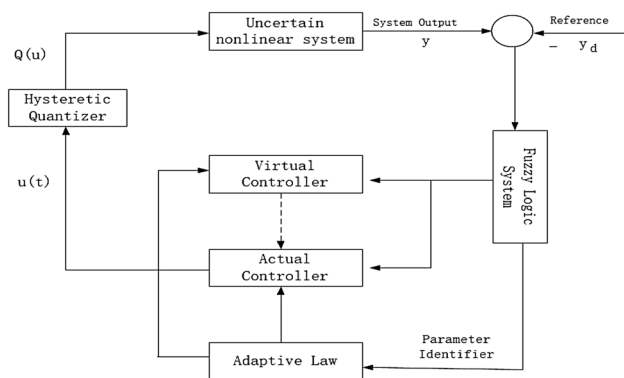 Uncertain
nonlinear system
System Output
y
Reference
− y_d
Q(u)
Hysteretic
Quantizer
u(t)
Virtual
Controller
Fuzzy Logic
System
Actual
Controller
Parameter
Identifier
Adaptive Law